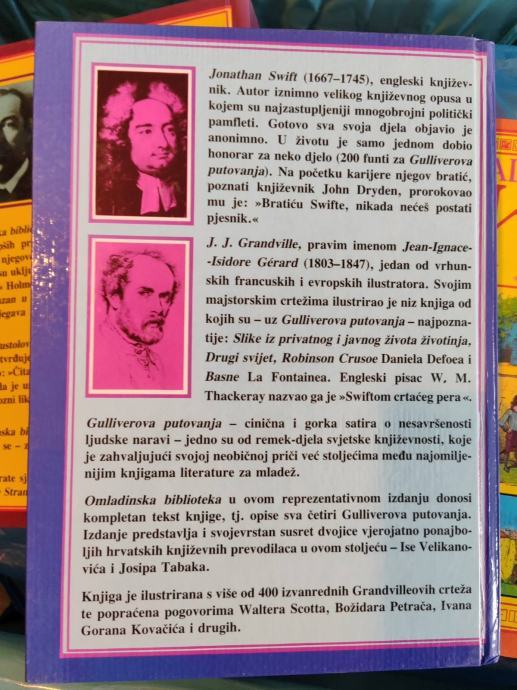 Jonathan Swift (1667–1745), engleski književ-
nik. Autor iznimno velikog književnog opusa u
kojem su najzastupljeniji mnogobrojni politički
pamfleti. Gotovo sva svoja djela objavio je
anonimno. U životu je samo jednom dobio
honorar za neko djelo (200 funti za Gulliverova
putovanja). Na početku karijere njegov bratić,
poznati književnik John Dryden, prorokovao
mu je: »Bratiću Swifte, nikada nećeš postati
pjesnik.«
J. J. Grandville, pravim imenom Jean-Ignace-
-Isidore Gérard (1803–1847), jedan od vrhun-
skih francuskih i evropskih ilustratora. Svojim
majstorskim crtežima ilustrirao je niz knjiga od
kojih su – uz Gulliverova putovanja – najpozna-
tije: Slike iz privatnog i javnog života životinja,
Drugi svijet, Robinson Crusoe Daniela Defoea i
Basne La Fontainea. Engleski pisac W. M.
Thackeray nazvao ga je »Swiftom crtaćeg pera«.
Gulliverova putovanja – cinična i gorka satira o nesavršenosti
ljudske naravi – jedno su od remek-djela svjetske književnosti, koje
je zahvaljujući svojoj neobičnoj priči već stoljećima među najomilje-
nijim knjigama literature za mladež.
Omladinska biblioteka u ovom reprezentativnom izdanju donosi
kompletan tekst knjige, tj. opise sva četiri Gulliverova putovanja.
Izdanje predstavlja i svojevrstan susret dvojice vjerojatno ponajbo-
ljih hrvatskih književnih prevodilaca u ovom stoljeću – Ise Velikano-
vića i Josipa Tabaka.
Knjiga je ilustrirana s više od 400 izvanrednih Grandvilleovih crteža
te popraćena pogovorima Waltera Scotta, Božidara Petrača, Ivana
Gorana Kovačića i drugih.